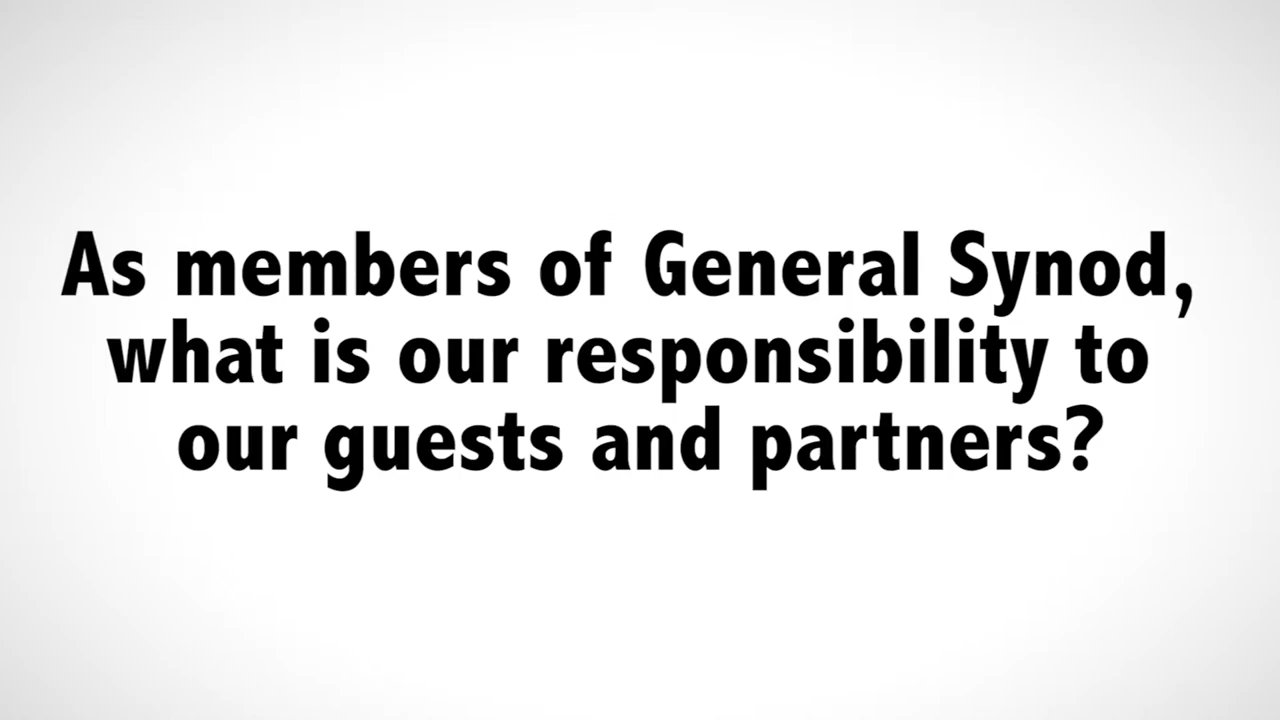 As members of General Synod,
what is our responsibility to
our guests and partners?